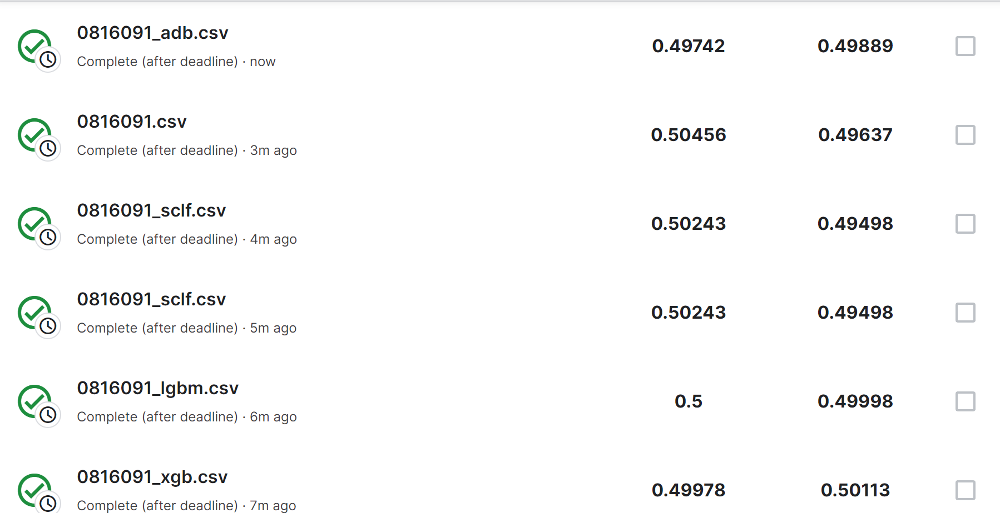 0816091_adb.csv
Complete (after deadline) · now
0.49742
0.49889
0816091.csv
Complete (after deadline) · 3m ago
0.50456
0.49637
0816091_sclf.csv
Complete (after deadline) · 4m ago
0.50243
0.49498
0816091_sclf.csv
Complete (after deadline) · 5m ago
0.50243
0.49498
0816091_lgbm.csv
Complete (after deadline) · 6m ago
0.5
0.49998
0816091_xgb.csv
Complete (after deadline) · 7m ago
0.49978
0.50113